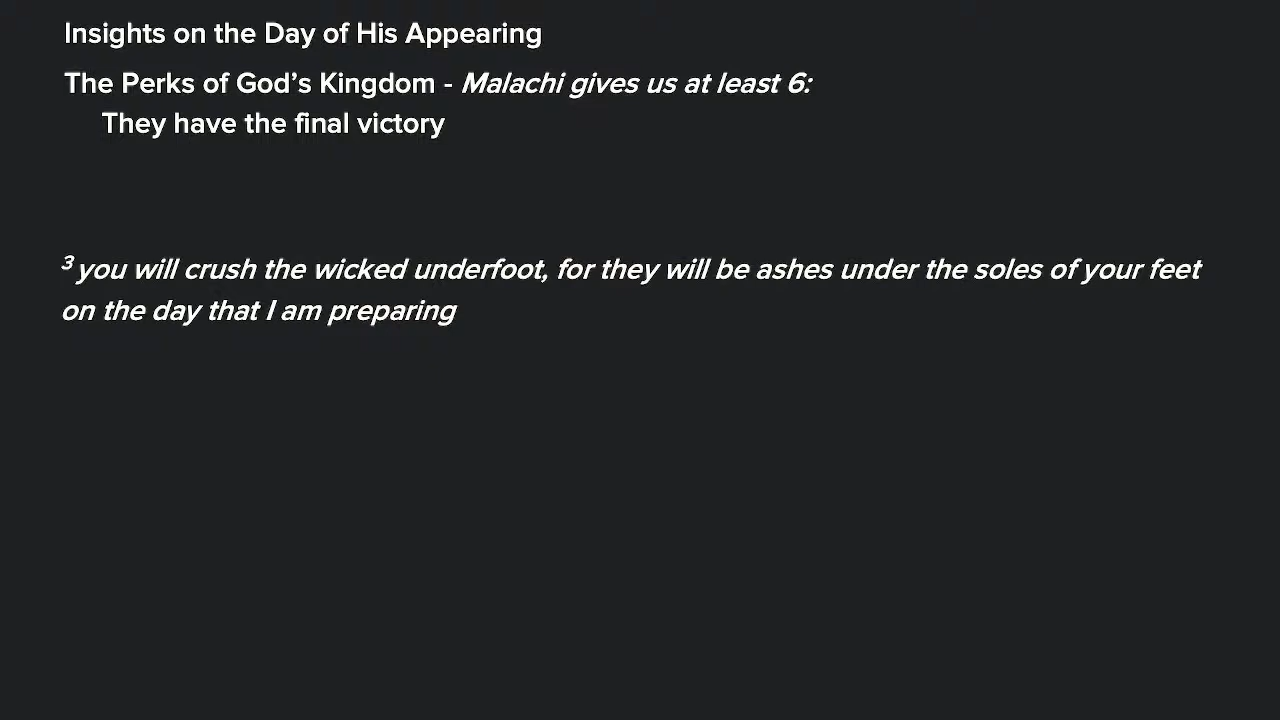 Insights on the Day of His Appearing
The Perks of God’s Kingdom - Malachi gives us at least 6:
They have the final victory
³ you will crush the wicked underfoot, for they will be ashes under the soles of your feet
on the day that I am preparing